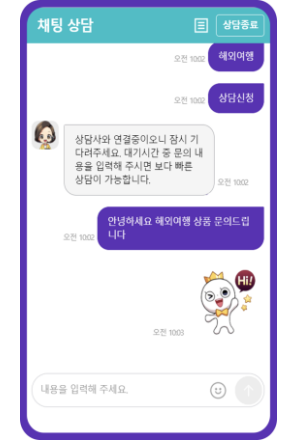 채팅 상담
상담종료
해외여행
오전 10:02
상담신청
오전 10:02
상담사와 연결중이오니 잠시 기
다려주세요. 대기시간 중 문의 내
용을 입력해 주시면 보다 빠른
상담이 가능합니다.
오전 10:02
안녕하세요 해외여행 상품 문의드립
니다
오전 10:02
Hi!
오전 10:03
내용을 입력해 주세요.